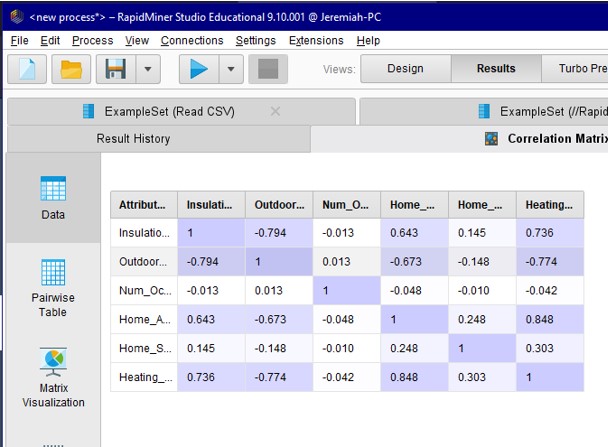 <new process*> – RapidMiner Studio Educational 9.10.001 @ Jeremiah-PC
File Edit Process View Connections Settings Extensions Help
Views: Design Results Turbo Pre
ExampleSet (Read CSV) ExampleSet (//Rapid
Result History Correlation Matrix
Data
Pairwise
Table
Matrix
Visualization
Attribut... Insulati... Outdoor... Num_O... Home_... Home_... Heating...
Insulatio... 1 -0.794 -0.013 0.643 0.145 0.736
Outdoor... -0.794 1 0.013 -0.673 -0.148 -0.774
Num_Oc... -0.013 0.013 1 -0.048 -0.010 -0.042
Home_A... 0.643 -0.673 -0.048 1 0.248 0.848
Home_S... 0.145 -0.148 -0.010 0.248 1 0.303
Heating_... 0.736 -0.774 -0.042 0.848 0.303 1